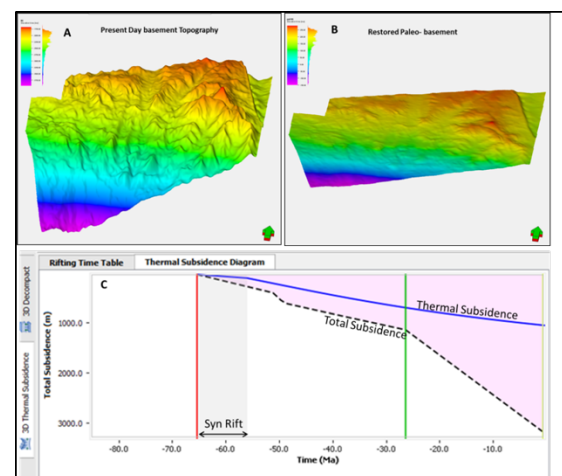 A
Present Day basement Topography
B
Restored Paleo- basement
Rifting Time Table
Thermal Subsidence Diagram
3D Decompact
3D Thermal Subsidence
C
Total Subsidence (m)
1000.0
2000.0
3000.0
Thermal Subsidence
Total Subsidence
Syn Rift
-80.0
-70.0
-60.0
-50.0
-40.0
-30.0
-20.0
-10.0
Time (Ma)